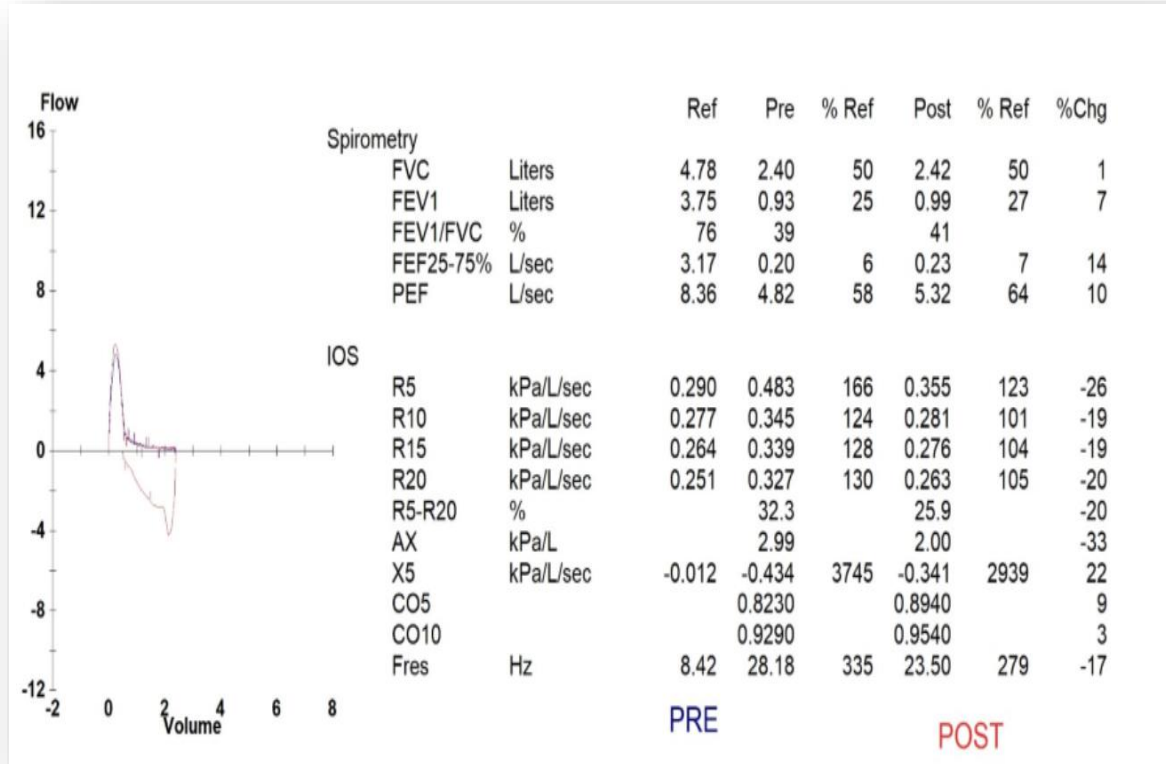 Flow
Ref Pre % Ref Post % Ref %Chg
16
Spirometry
FVC Liters 4.78 2.40 50 2.42 50 1
FEV1 Liters 3.75 0.93 25 0.99 27 7
12
FEV1/FVC % 76 39 41
FEF25-75% L/sec 3.17 0.20 6 0.23 7 14
8
PEF L/sec 8.36 4.82 58 5.32 64 10
IOS
4
R5 kPa/L/sec 0.290 0.483 166 0.355 123 -26
R10 kPa/L/sec 0.277 0.345 124 0.281 101 -19
0
R15 kPa/L/sec 0.264 0.339 128 0.276 104 -19
R20 kPa/L/sec 0.251 0.327 130 0.263 105 -20
R5-R20 % 32.3 25.9 -20
-4
AX kPa/L 2.99 2.00 -33
X5 kPa/L/sec -0.012 -0.434 3745 -0.341 2939 22
-8
CO5 0.8230 0.8940 9
CO10 0.9290 0.9540 3
Fres Hz 8.42 28.18 335 23.50 279 -17
-12
-2 0 2 4 6 8
Volume
PRE
POST